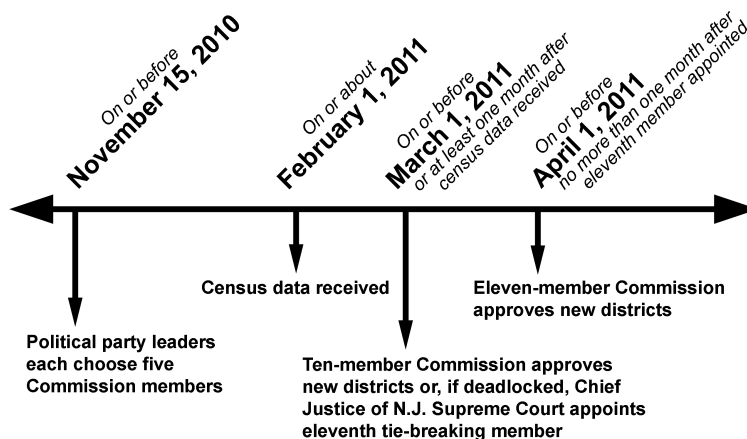 On or before
November 15, 2010
On or about
February 1, 2011
On or before
March 1, 2011
or at least one month after
census data received
On or before
April 1, 2011
no more than one month after
eleventh member appointed
Political party leaders
each choose five
Commission members
Census data received
Ten-member Commission approves
new districts or, if deadlocked, Chief
Justice of N.J. Supreme Court appoints
eleventh tie-breaking member
Eleven-member Commission
approves new districts